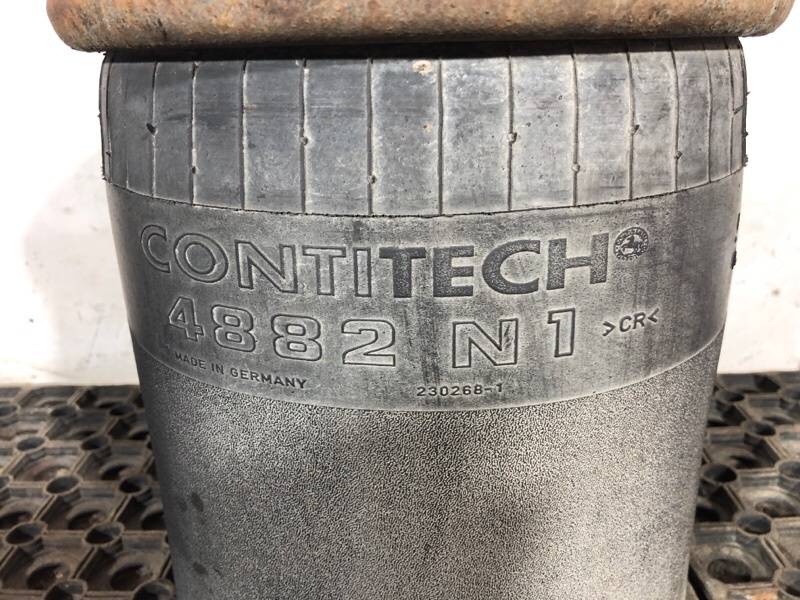 CONTITECH
4882 N1 >CR<
MADE IN GERMANY 230268-1